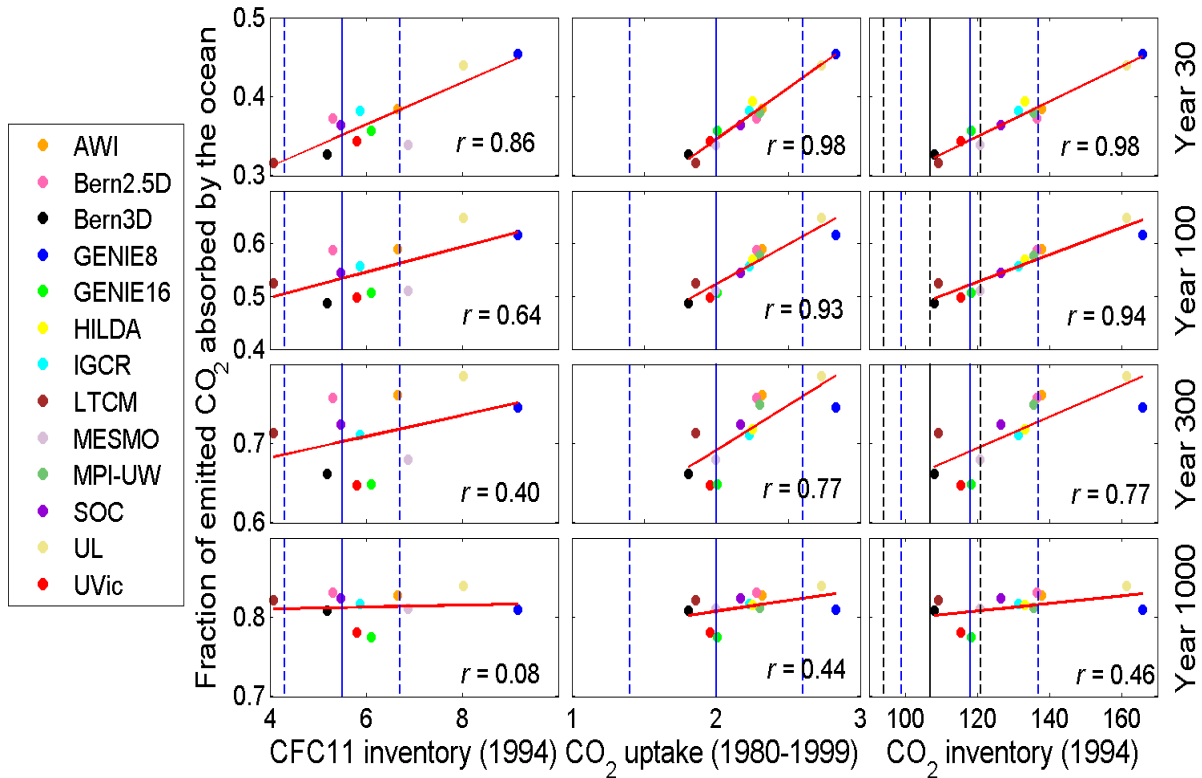 Fraction of emitted CO₂ absorbed by the ocean
AWI
Bern2.5D
Bern3D
GENIE8
GENIE16
HILDA
IGCR
LTCM
MESMO
MPI-UW
SOC
UL
UVic
0.5
0.4
0.3
r = 0.86
r = 0.98
r = 0.98
Year 30
0.6
0.5
0.4
r = 0.64
r = 0.93
r = 0.94
Year 100
0.7
0.6
r = 0.40
r = 0.77
r = 0.77
Year 300
0.8
0.7
r = 0.08
r = 0.44
r = 0.46
Year 1000
4 6 8
1 2 3
100 120 140 160
CFC11 inventory (1994)
CO₂ uptake (1980-1999)
CO₂ inventory (1994)